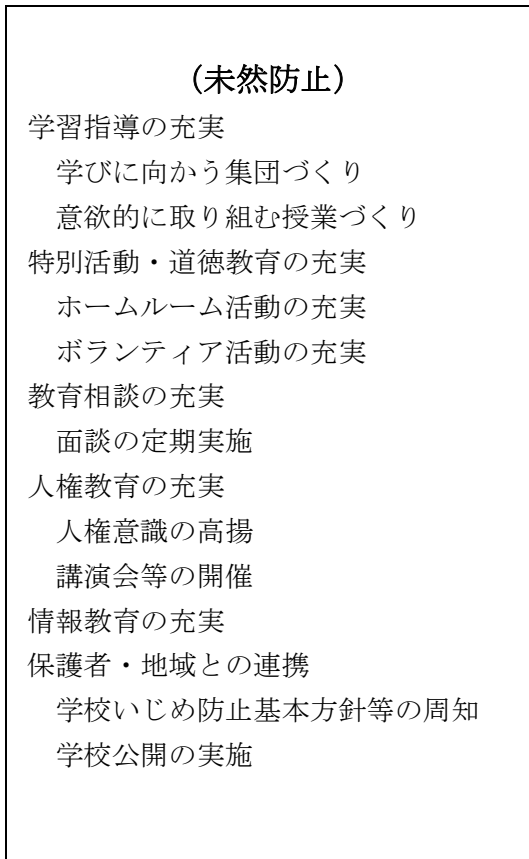 （未然防止）
学習指導の充実
学びに向かう集団づくり
意欲的に取り組む授業づくり
特別活動・道徳教育の充実
ホームルーム活動の充実
ボランティア活動の充実
教育相談の充実
面談の定期実施
人権教育の充実
人権意識の高揚
講演会等の開催
情報教育の充実
保護者・地域との連携
学校いじめ防止基本方針等の周知
学校公開の実施